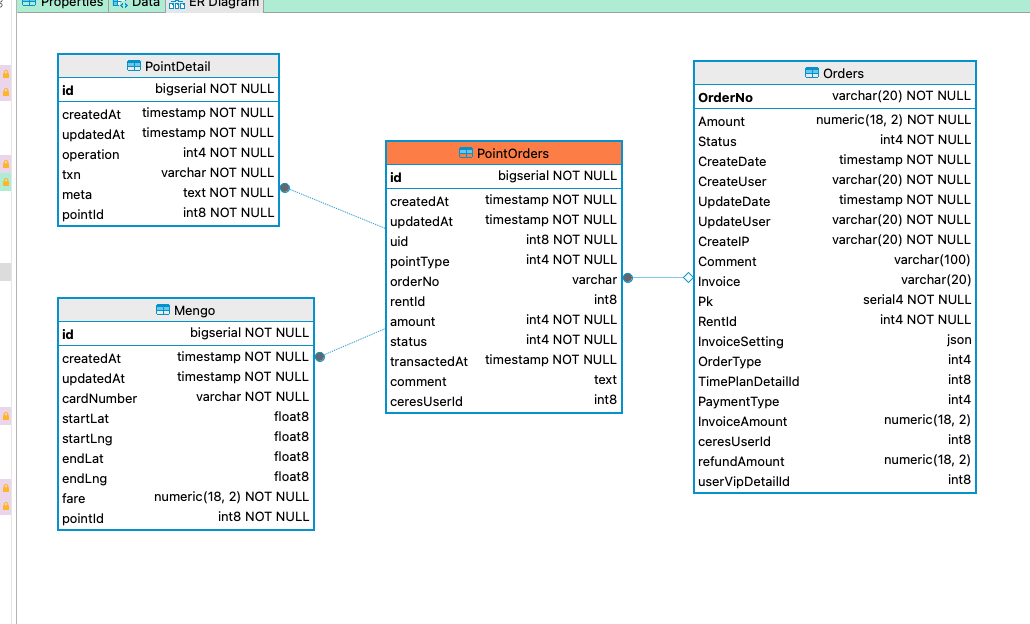 Properties Data ER Diagram
PointDetail
id bigserial NOT NULL
createdAt timestamp NOT NULL
updatedAt timestamp NOT NULL
operation int4 NOT NULL
txn varchar NOT NULL
meta text NOT NULL
pointId int8 NOT NULL
Mengo
id bigserial NOT NULL
createdAt timestamp NOT NULL
updatedAt timestamp NOT NULL
cardNumber varchar NOT NULL
startLat float8
startLng float8
endLat float8
endLng float8
fare numeric(18, 2) NOT NULL
pointId int8 NOT NULL
PointOrders
id bigserial NOT NULL
createdAt timestamp NOT NULL
updatedAt timestamp NOT NULL
uid int8 NOT NULL
pointType int4 NOT NULL
orderNo varchar
rentId int8
amount int4 NOT NULL
status int4 NOT NULL
transactedAt timestamp NOT NULL
comment text
ceresUserId int8
Orders
OrderNo varchar(20) NOT NULL
Amount numeric(18, 2) NOT NULL
Status int4 NOT NULL
CreateDate timestamp NOT NULL
CreateUser varchar(20) NOT NULL
UpdateDate timestamp NOT NULL
UpdateUser varchar(20) NOT NULL
CreateIP varchar(20) NOT NULL
Comment varchar(100)
Invoice varchar(20)
Pk serial4 NOT NULL
RentId int4 NOT NULL
InvoiceSetting json
OrderType int4
TimePlanDetailId int8
PaymentType int4
InvoiceAmount numeric(18, 2)
ceresUserId int8
refundAmount numeric(18, 2)
userVipDetailId int8